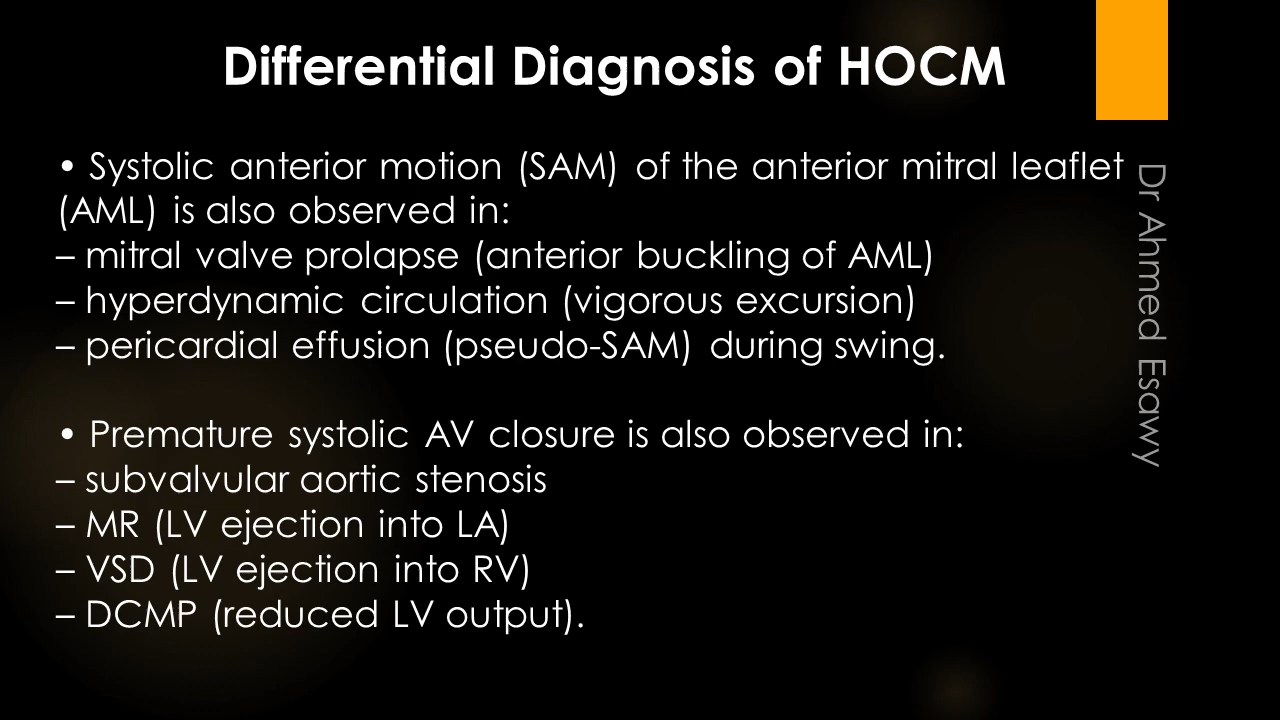 Differential Diagnosis of HOCM
• Systolic anterior motion (SAM) of the anterior mitral leaflet
(AML) is also observed in:
– mitral valve prolapse (anterior buckling of AML)
– hyperdynamic circulation (vigorous excursion)
– pericardial effusion (pseudo-SAM) during swing.
• Premature systolic AV closure is also observed in:
– subvalvular aortic stenosis
– MR (LV ejection into LA)
– VSD (LV ejection into RV)
– DCMP (reduced LV output).
Dr Ahmed Esawy